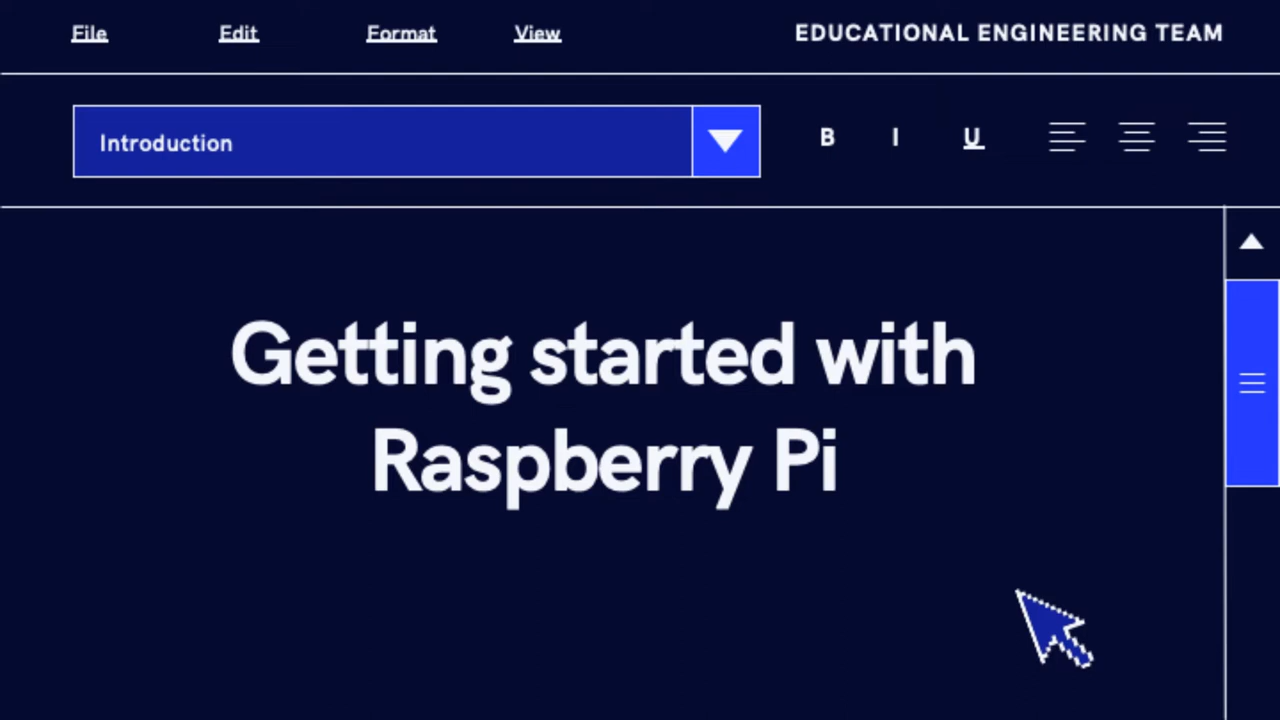 File Edit Format View EDUCATIONAL ENGINEERING TEAM
Introduction B I U
Getting started with
Raspberry Pi